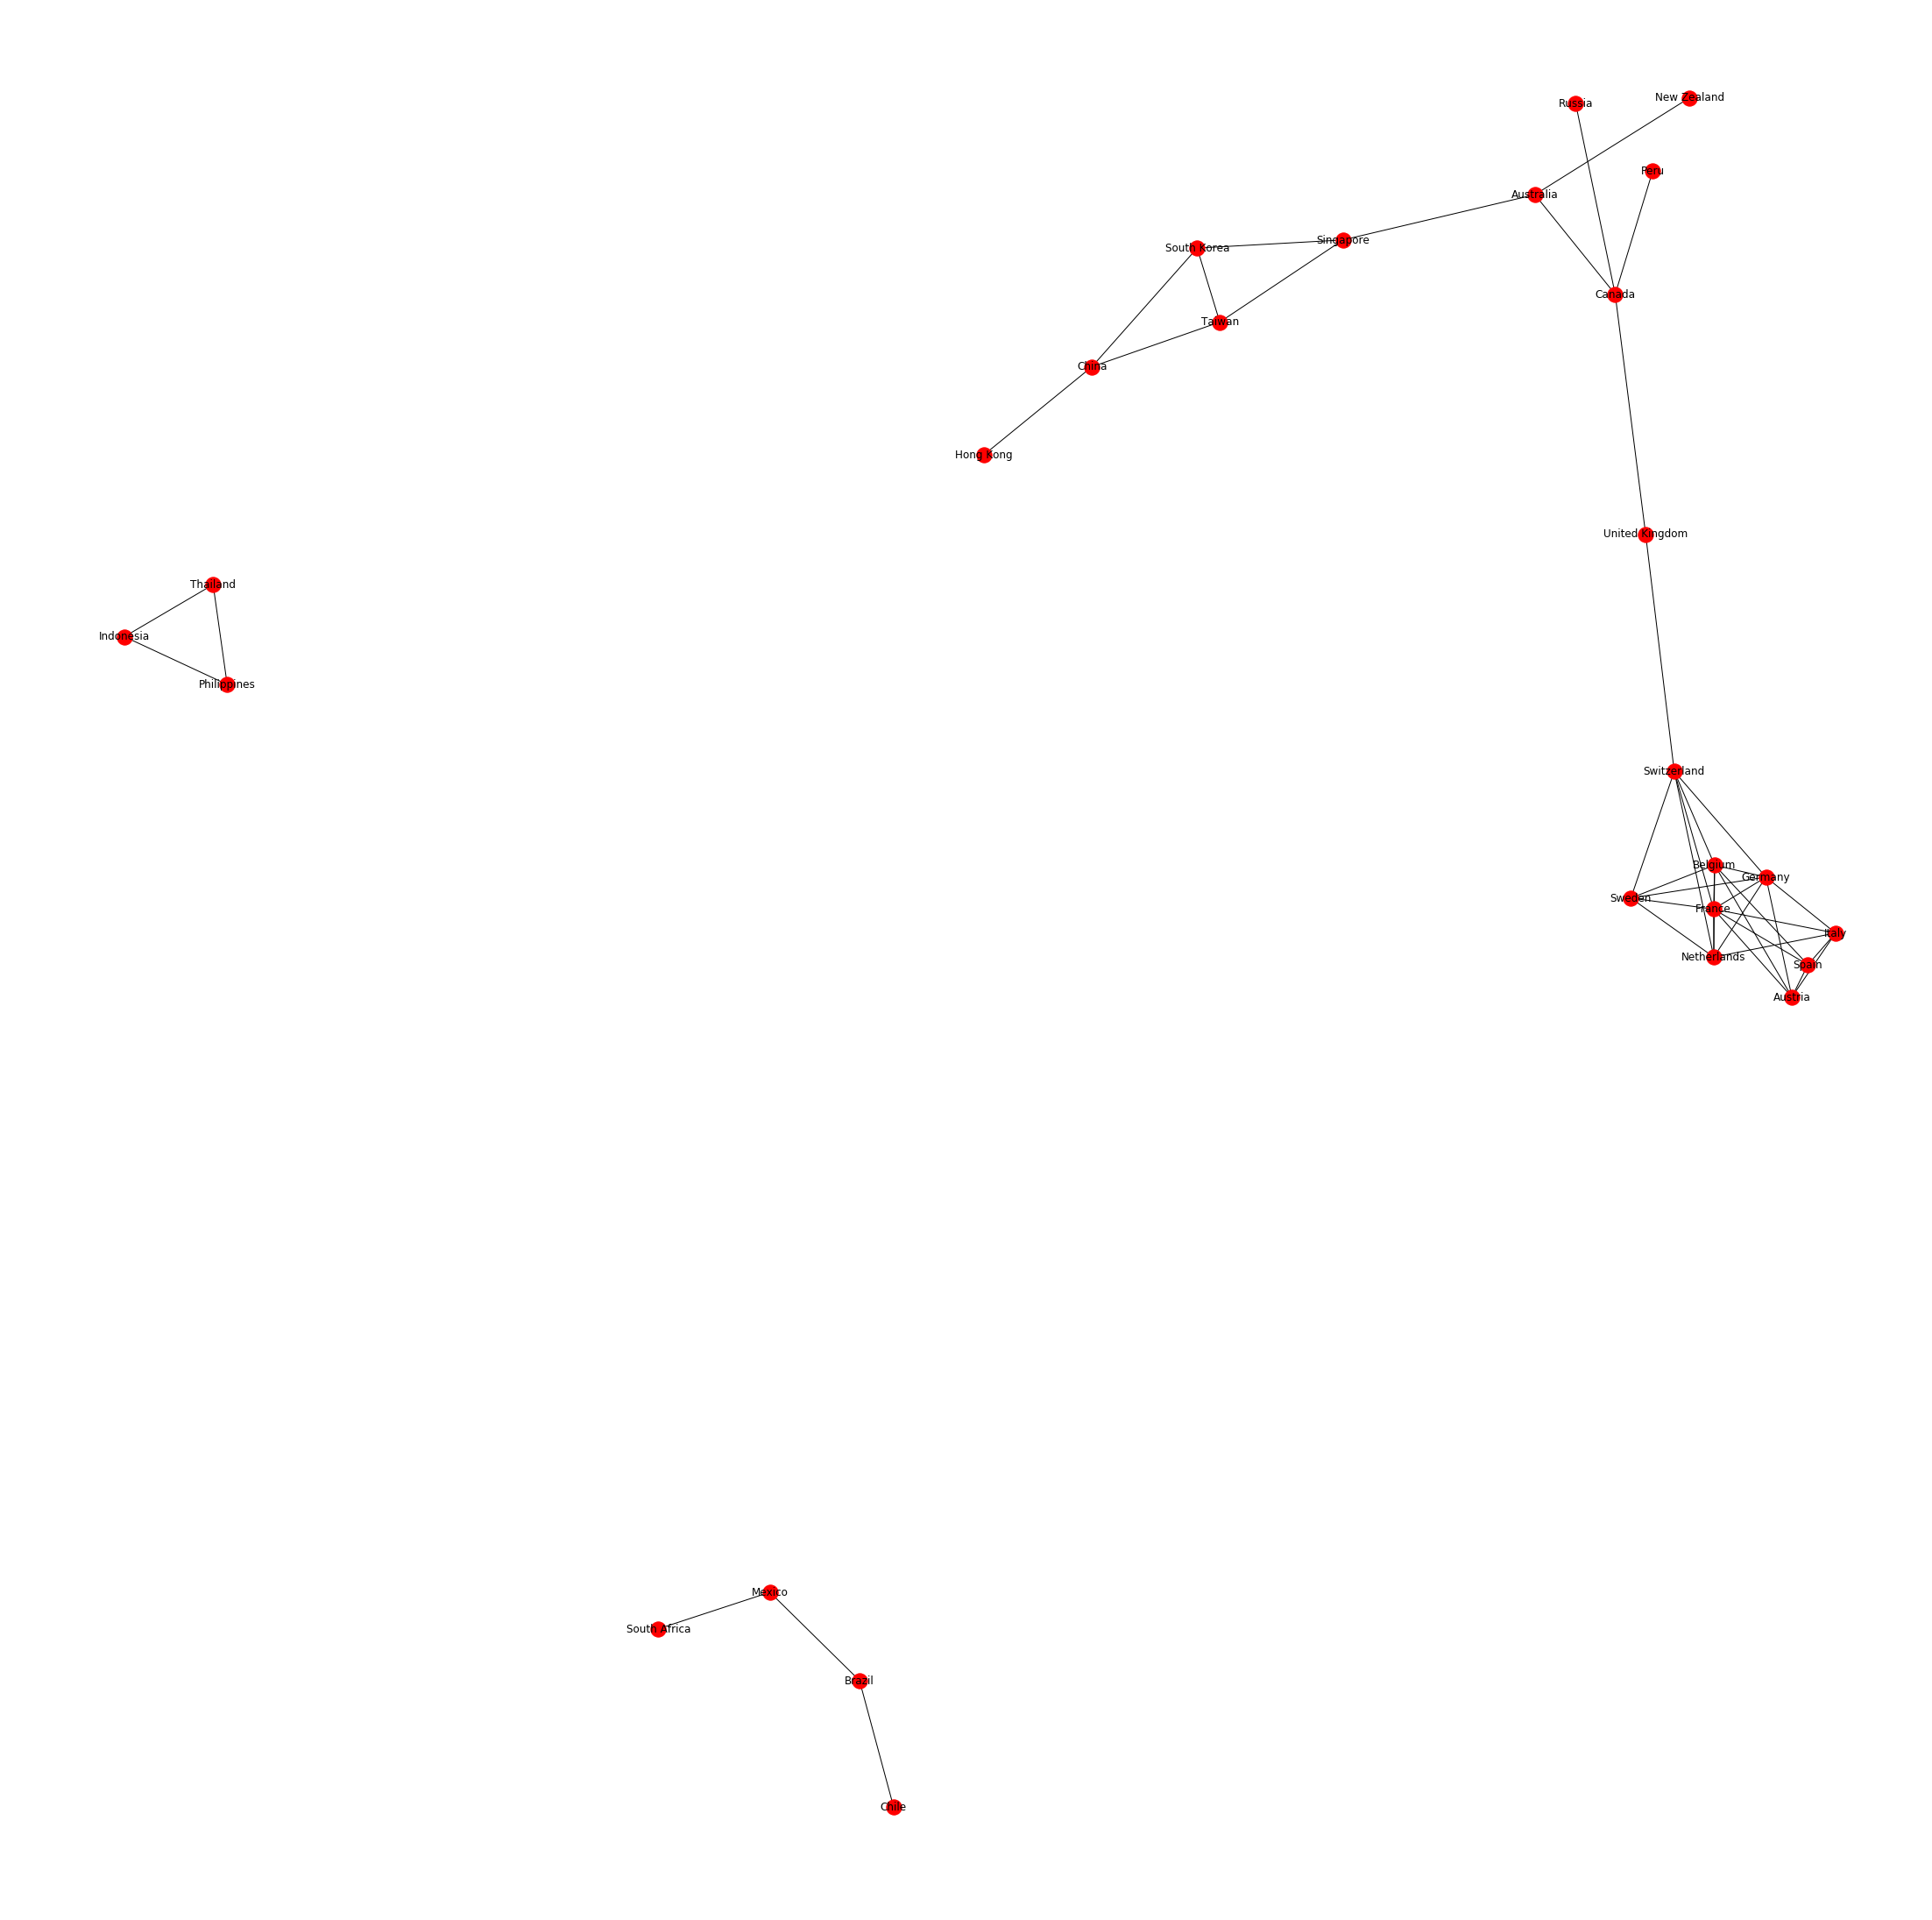 New Zealand
Russia
Peru
Australia
Singapore
South Korea
Canada
Taiwan
China
Hong Kong
United Kingdom
Thailand
Indonesia
Philippines
Switzerland
Belgium
Germany
Sweden
France
Italy
Netherlands
Spain
Austria
Mexico
South Africa
Brazil
Chile